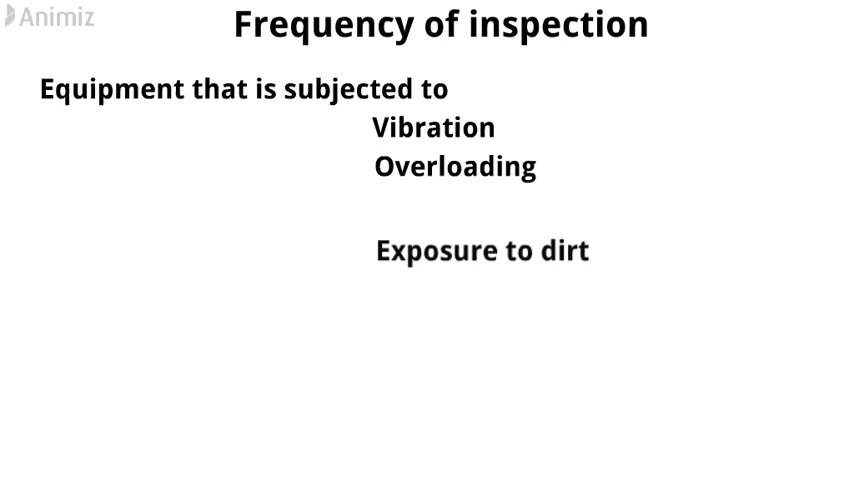 Animiz
Frequency of inspection
Equipment that is subjected to
Vibration
Overloading
Exposure to dirt